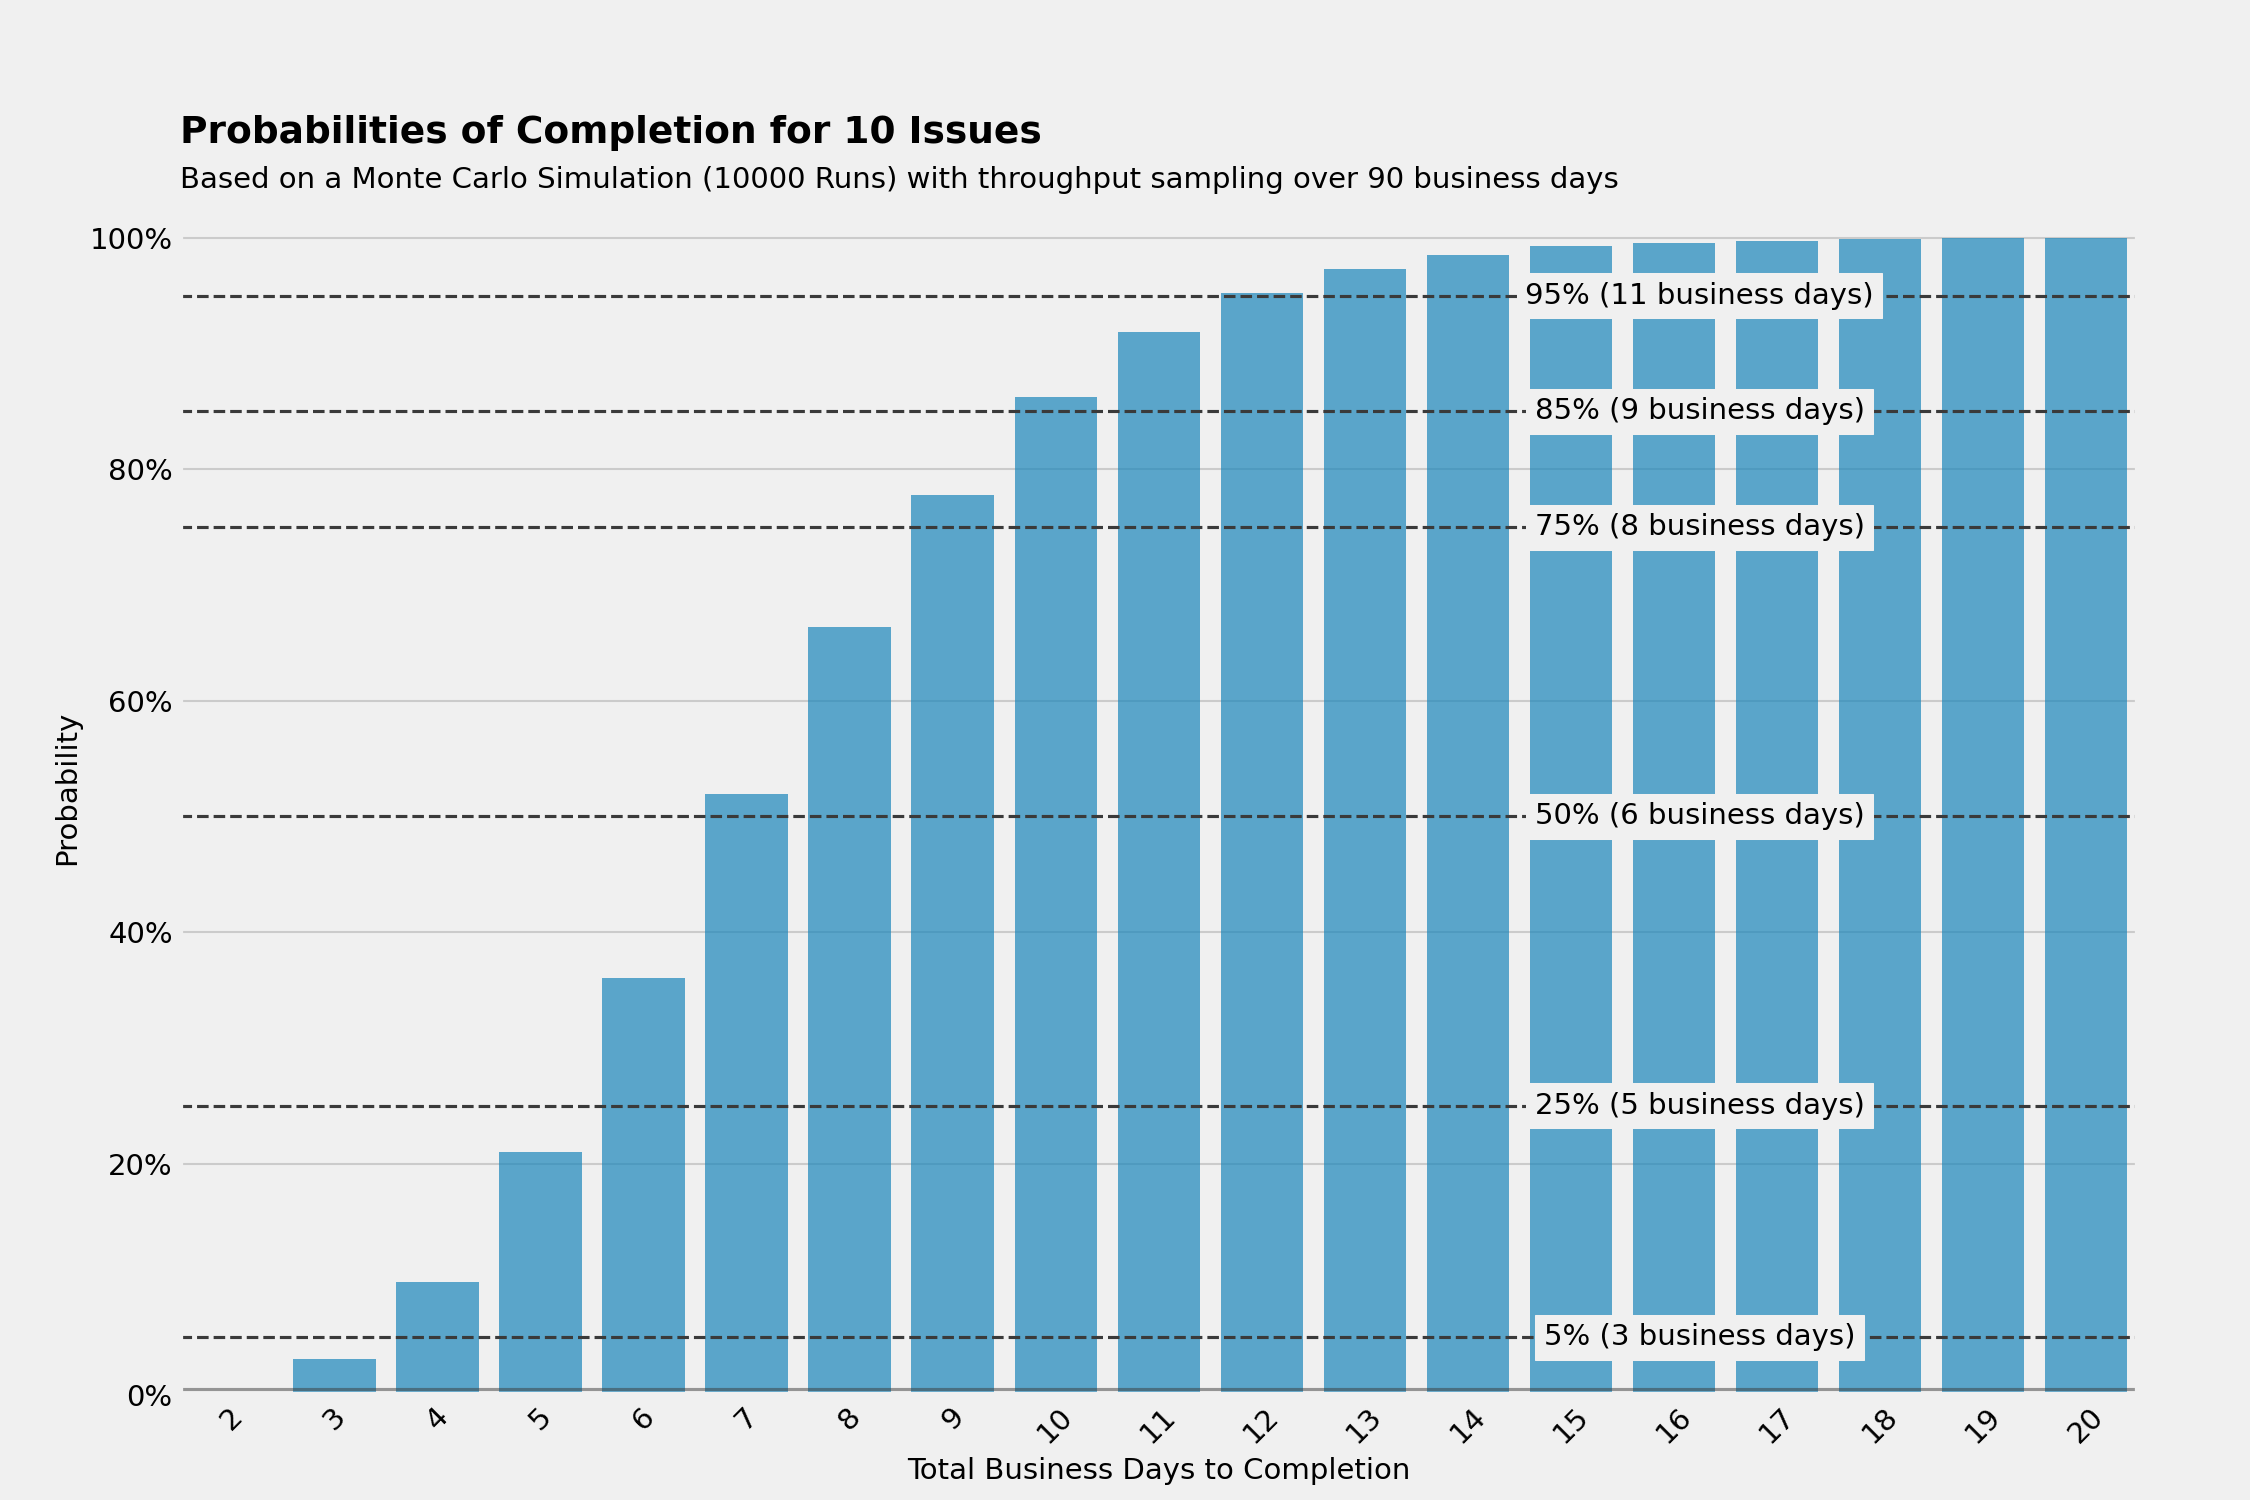 Probabilities of Completion for 10 Issues
Based on a Monte Carlo Simulation (10000 Runs) with throughput sampling over 90 business days
100%
95% (11 business days)
85% (9 business days)
80%
75% (8 business days)
60%
Probability
50% (6 business days)
40%
25% (5 business days)
20%
5% (3 business days)
0%
2 3 4 5 6 7 8 9 10 11 12 13 14 15 16 17 18 19 20
Total Business Days to Completion